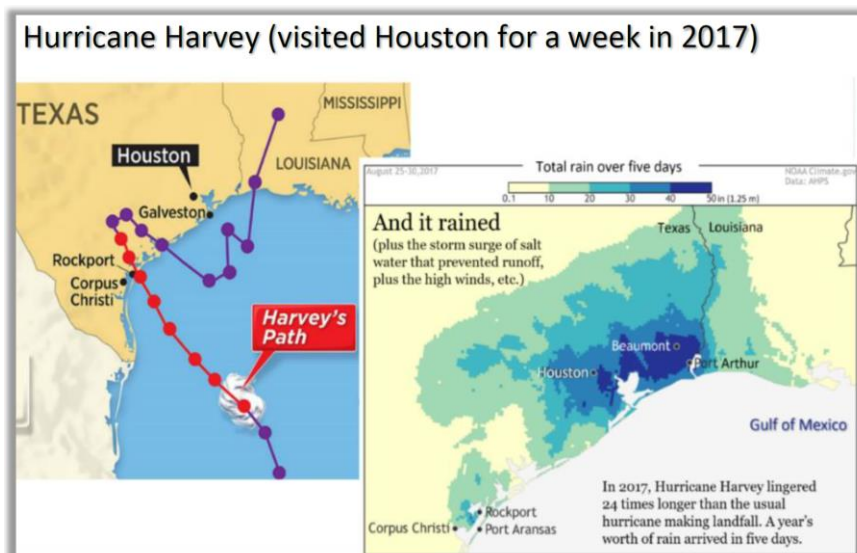 Hurricane Harvey (visited Houston for a week in 2017)
TEXAS
MISSISSIPPI
Houston
LOUISIANA
Galveston
Rockport
Corpus
Christi
Harvey's
Path
August 25-30, 2017
Total rain over five days
NOAA Climate.gov
Data: AHPS
0.1 10 20 30 40 50 in (1.25 m)
And it rained
(plus the storm surge of salt
water that prevented runoff,
plus the high winds, etc.)
Texas
Louisiana
Beaumont
Houston
Port Arthur
Gulf of Mexico
In 2017, Hurricane Harvey lingered
24 times longer than the usual
hurricane making landfall. A year's
worth of rain arrived in five days.
Rockport
Corpus Christi
Port Aransas